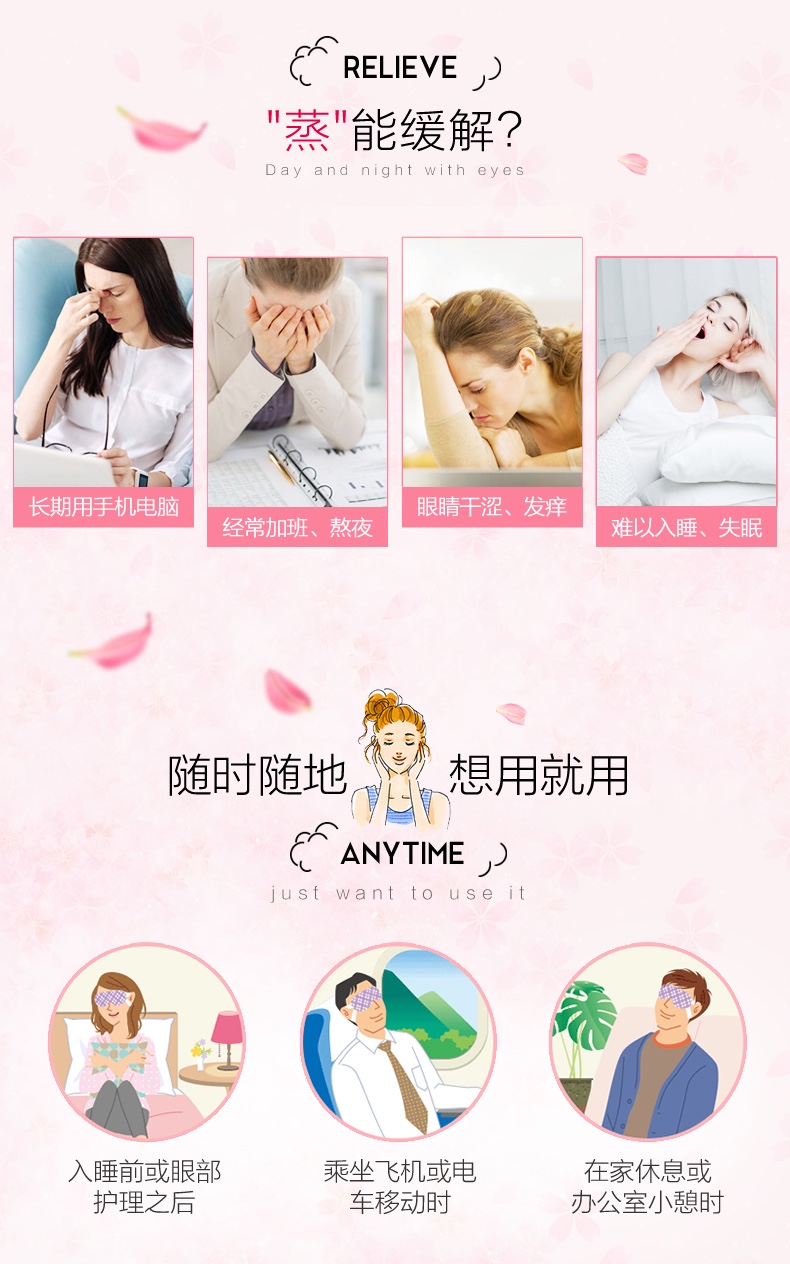 RELIEVE
"蒸"能缓解?
Day and night with eyes
长期用手机电脑
经常加班、熬夜
眼睛干涩、发痒
难以入睡、失眠
随时随地 想用就用
ANYTIME
just want to use it
入睡前或眼部
护理之后
乘坐飞机或电
车移动时
在家休息或
办公室小憩时